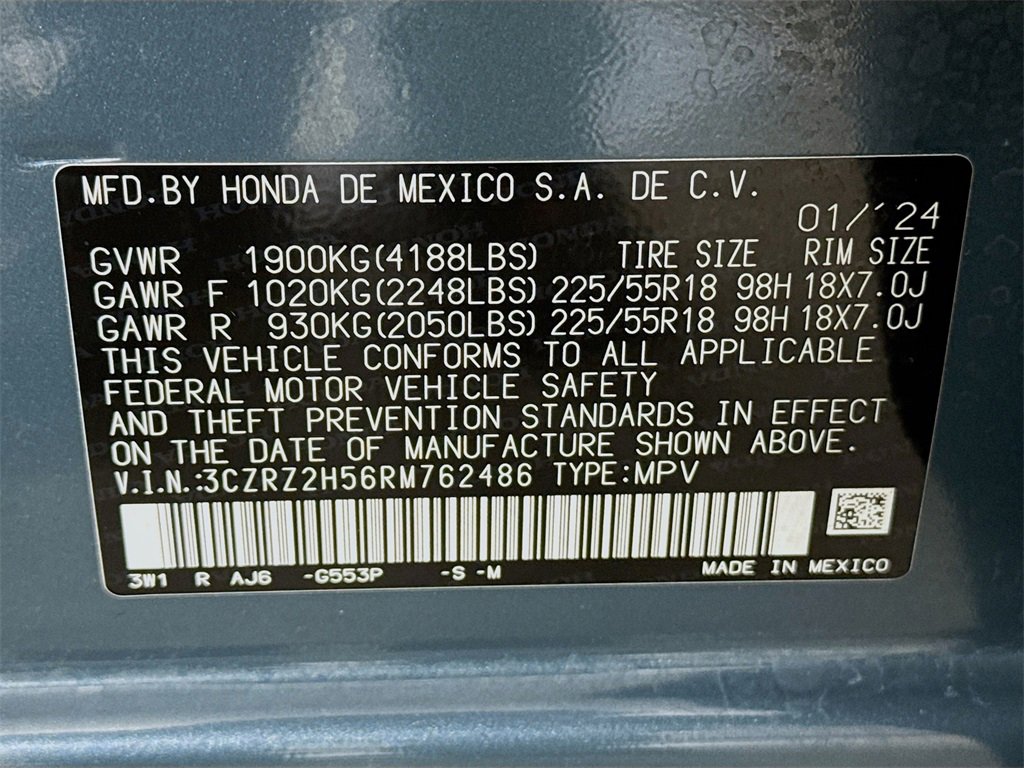 MFD.BY HONDA DE MEXICO S.A. DE C.V.
01/'24
GVWR 1900KG(4188LBS) TIRE SIZE RIM SIZE
GAWR F 1020KG(2248LBS) 225/55R18 98H 18X7.0J
GAWR R 930KG(2050LBS) 225/55R18 98H 18X7.0J
THIS VEHICLE CONFORMS TO ALL APPLICABLE
FEDERAL MOTOR VEHICLE SAFETY
AND THEFT PREVENTION STANDARDS IN EFFECT
ON THE DATE OF MANUFACTURE SHOWN ABOVE.
V.I.N.:3CZRZ2H56RM762486 TYPE:MPV
3W1 R AJ6 -G553P -S -M MADE IN MEXICO